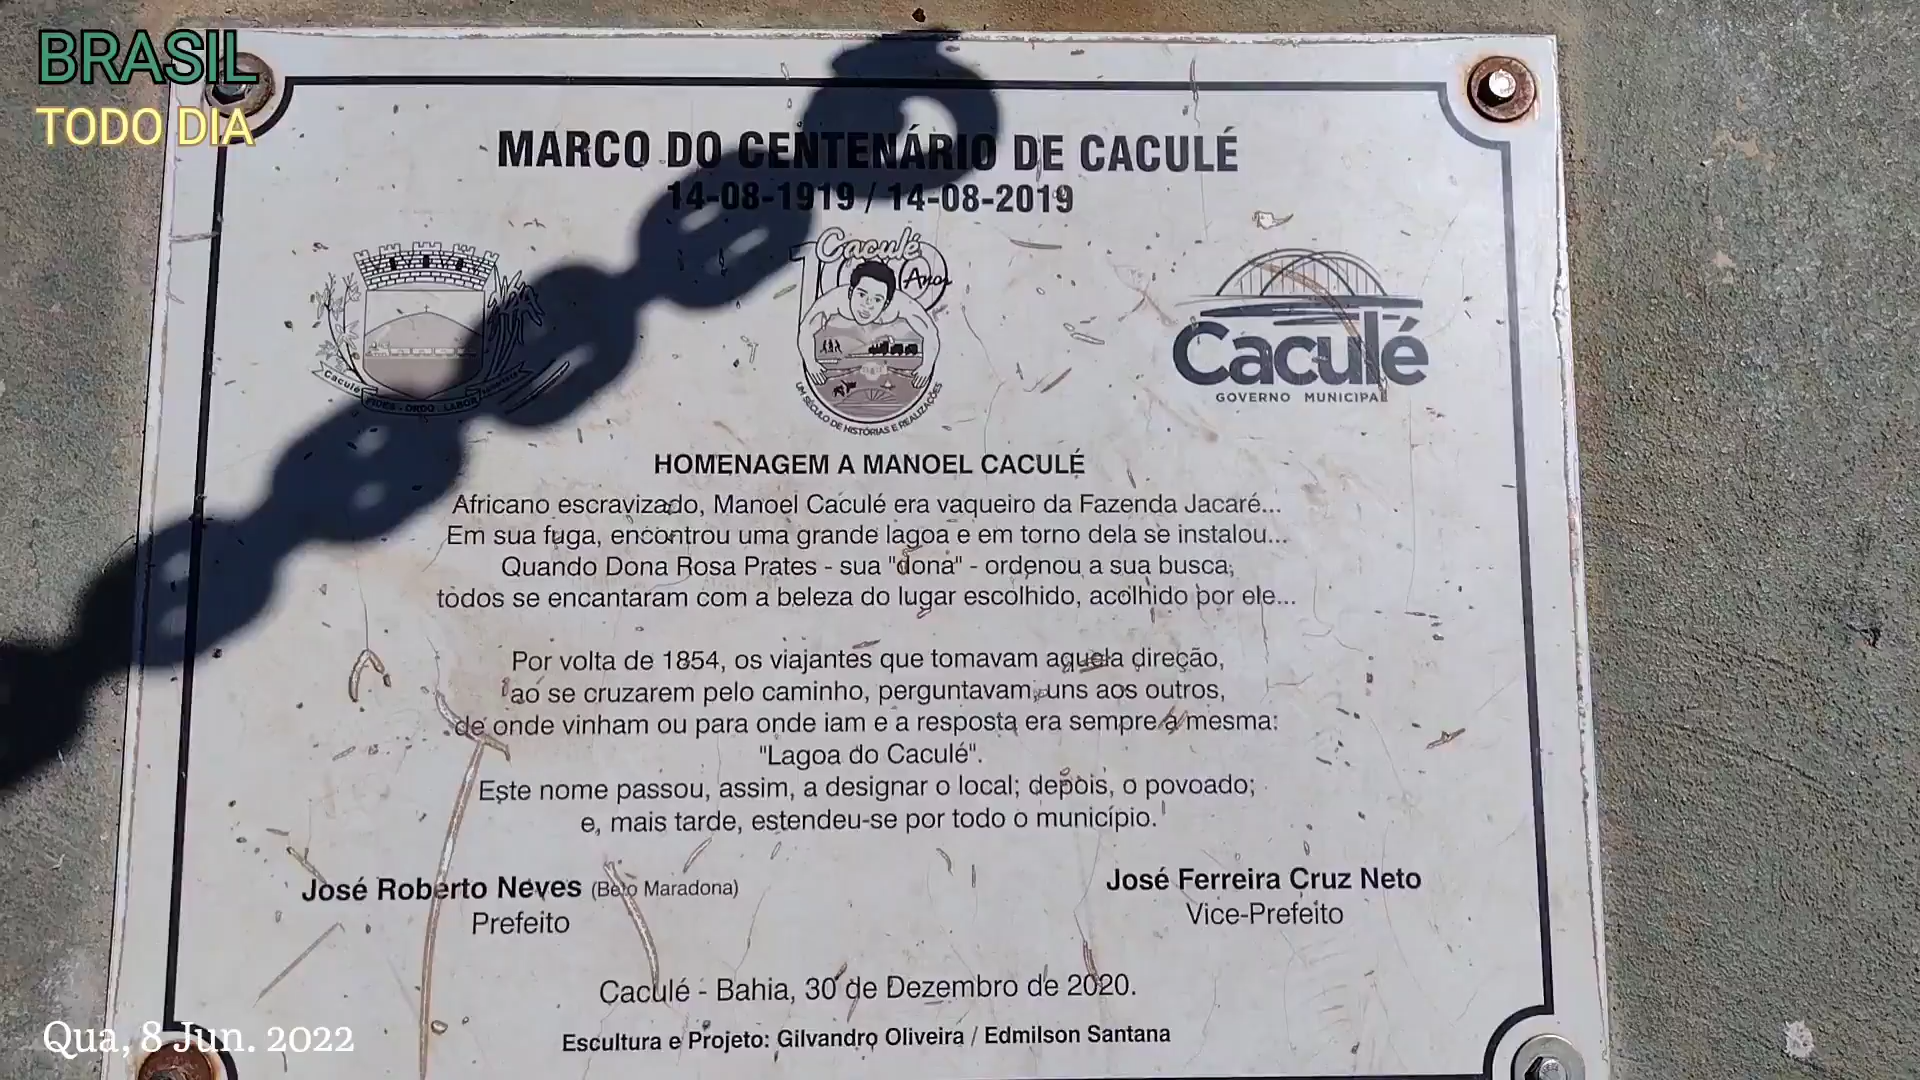 BRASIL
TODO DIA
MARCO DO CENTENÁRIO DE CACULÉ
14-08-1919 / 14-08-2019
Caculé
FIDES - ORDO - LABOR
Caculé
100 Anos
UM SÉCULO DE HISTÓRIAS E REALIZAÇÕES
Caculé
GOVERNO MUNICIPAL
HOMENAGEM A MANOEL CACULÉ
Africano escravizado, Manoel Caculé era vaqueiro da Fazenda Jacaré...
Em sua fuga, encontrou uma grande lagoa e em torno dela se instalou...
Quando Dona Rosa Prates - sua "dona" - ordenou a sua busca,
todos se encantaram com a beleza do lugar escolhido, acolhido por ele...
Por volta de 1854, os viajantes que tomavam aquela direção,
ao se cruzarem pelo caminho, perguntavam, uns aos outros,
de onde vinham ou para onde iam e a resposta era sempre a mesma:
"Lagoa do Caculé".
Este nome passou, assim, a designar o local; depois, o povoado;
e, mais tarde, estendeu-se por todo o município.
José Roberto Neves (Beto Maradona)
Prefeito
José Ferreira Cruz Neto
Vice-Prefeito
Caculé - Bahia, 30 de Dezembro de 2020.
Escultura e Projeto: Gilvandro Oliveira / Edmilson Santana
Qua, 8 Jun. 2022